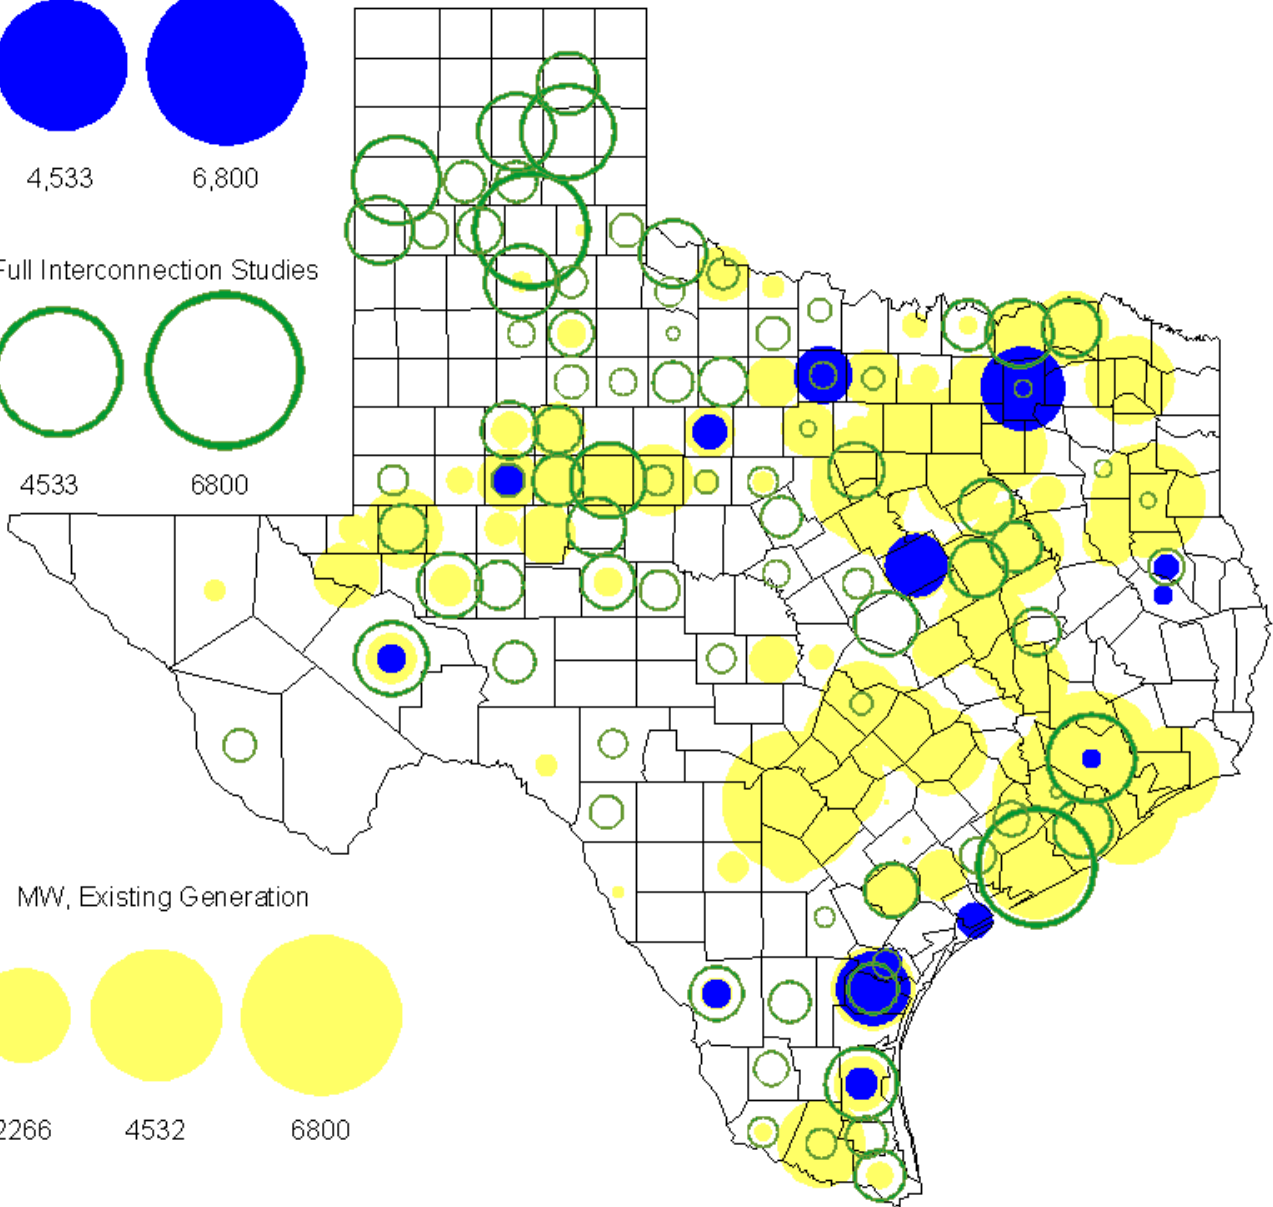 4,533 6,800
Full Interconnection Studies
4533 6800
MW, Existing Generation
2266 4532 6800